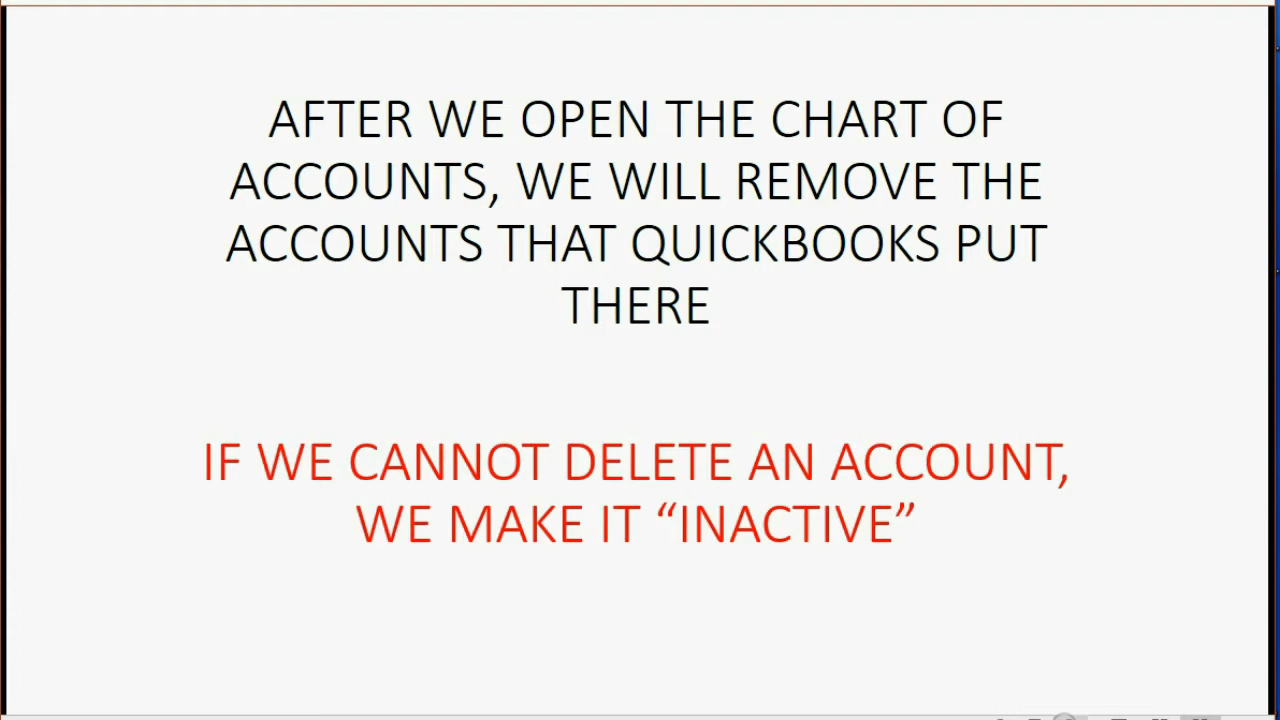 AFTER WE OPEN THE CHART OF
ACCOUNTS, WE WILL REMOVE THE
ACCOUNTS THAT QUICKBOOKS PUT
THERE
IF WE CANNOT DELETE AN ACCOUNT,
WE MAKE IT “INACTIVE”